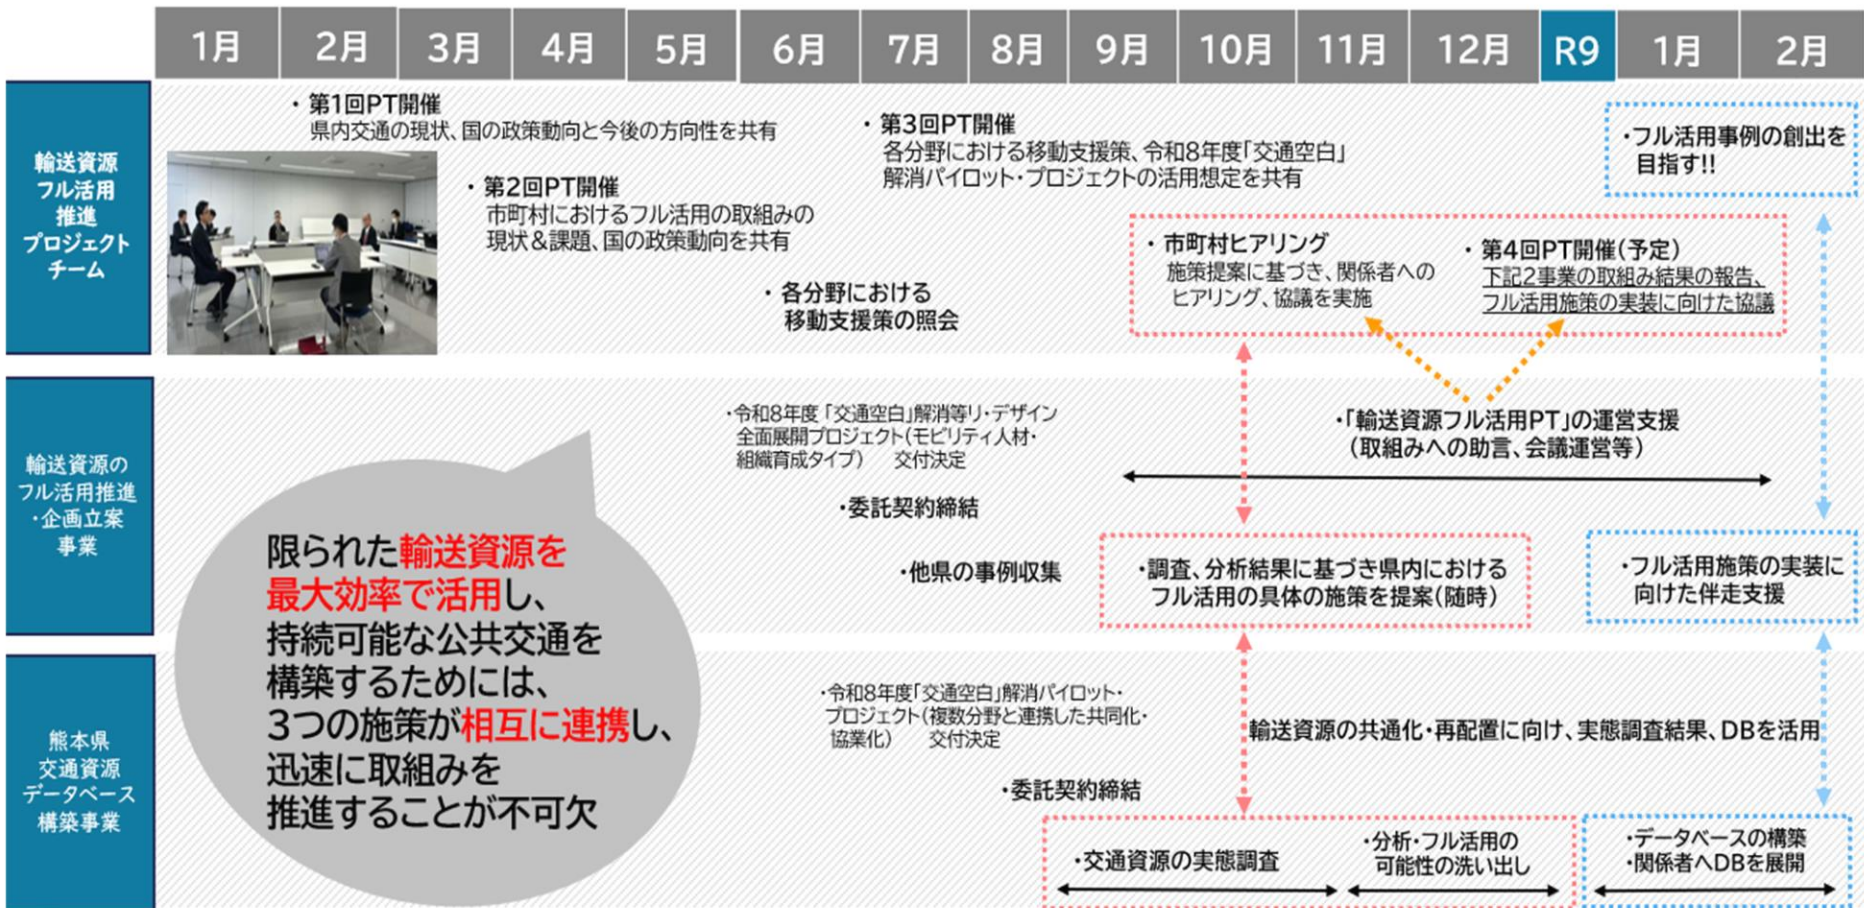 1月 2月 3月 4月 5月 6月 7月 8月 9月 10月 11月 12月 R9 1月 2月
輸送資源
フル活用
推進
プロジェクト
チーム
・第1回PT開催
県内交通の現状、国の政策動向と今後の方向性を共有
・第2回PT開催
市町村におけるフル活用の取組みの
現状&課題、国の政策動向を共有
・各分野における
移動支援策の照会
・第3回PT開催
各分野における移動支援策、令和8年度「交通空白」
解消パイロット・プロジェクトの活用想定を共有
・市町村ヒアリング
施策提案に基づき、関係者への
ヒアリング、協議を実施
・第4回PT開催(予定)
下記2事業の取組み結果の報告、
フル活用施策の実装に向けた協議
・フル活用事例の創出を
目指す!!
輸送資源の
フル活用推進
・企画立案
事業
・令和8年度「交通空白」解消等リ・デザイン
全面展開プロジェクト(モビリティ人材・
組織育成タイプ) 交付決定
・委託契約締結
・他県の事例収集
・「輸送資源フル活用PT」の運営支援
(取組みへの助言、会議運営等)
・調査、分析結果に基づき県内における
フル活用の具体の施策を提案(随時)
・フル活用施策の実装に
向けた伴走支援
限られた輸送資源を
最大効率で活用し、
持続可能な公共交通を
構築するためには、
3つの施策が相互に連携し、
迅速に取組みを
推進することが不可欠
熊本県
交通資源
データベース
構築事業
・令和8年度「交通空白」解消パイロット・
プロジェクト(複数分野と連携した共同化・
協業化) 交付決定
・委託契約締結
輸送資源の共通化・再配置に向け、実態調査結果、DBを活用
・交通資源の実態調査
・分析・フル活用の
可能性の洗い出し
・データベースの構築
・関係者へDBを展開